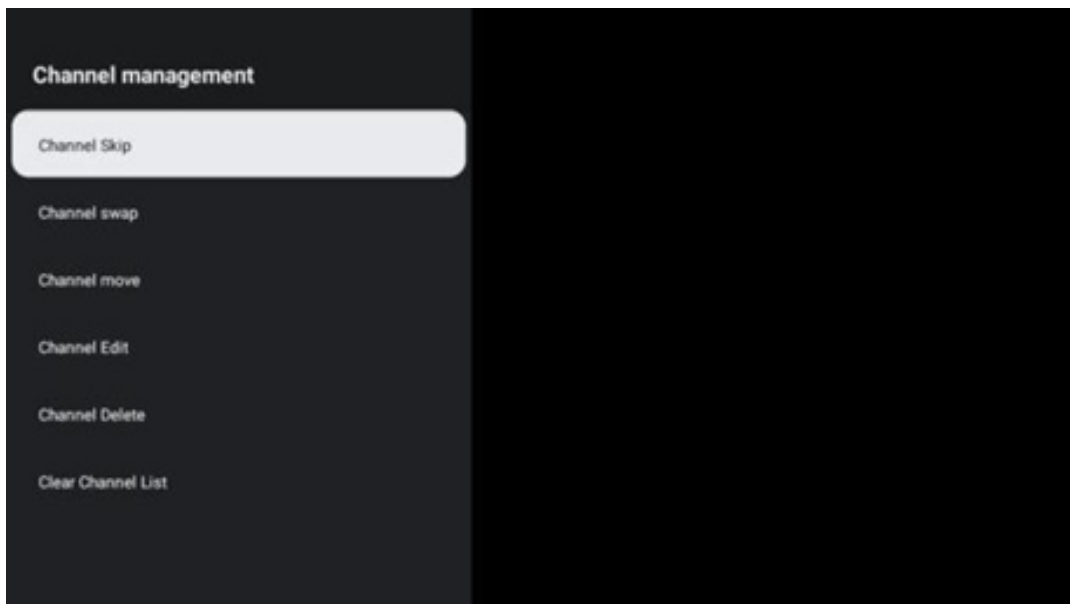 Channel management
Channel Skip
Channel swap
Channel move
Channel Edit
Channel Delete
Clear Channel List